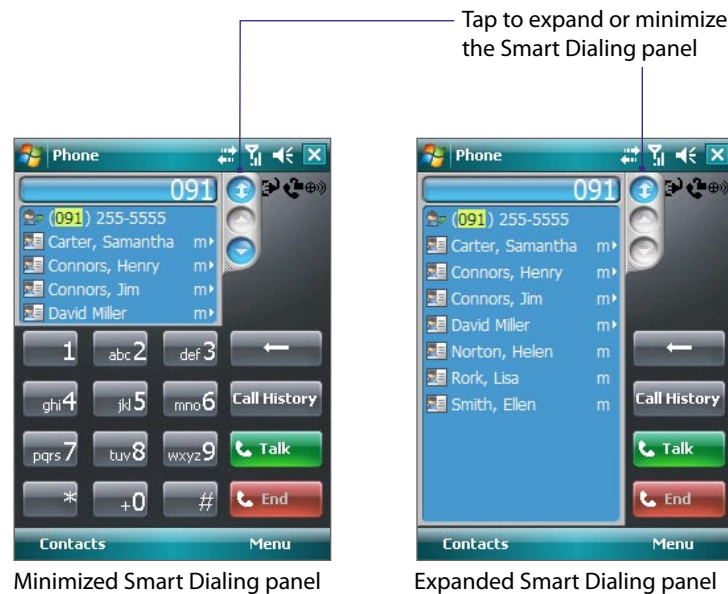 Tap to expand or minimize
the Smart Dialing panel
Phone
091
(091) 255-5555
Carter, Samantha m
Connors, Henry m
Connors, Jim m
David Miller m
1
abc 2
def 3
ghi 4
jkl 5
mno 6
Call History
pqrs 7
tuv 8
wxyz 9
Talk
*
+0
#
End
Contacts
Menu
Minimized Smart Dialing panel
Phone
091
(091) 255-5555
Carter, Samantha m
Connors, Henry m
Connors, Jim m
David Miller m
Norton, Helen m
Rork, Lisa m
Smith, Ellen m
Call History
Talk
End
Contacts
Menu
Expanded Smart Dialing panel